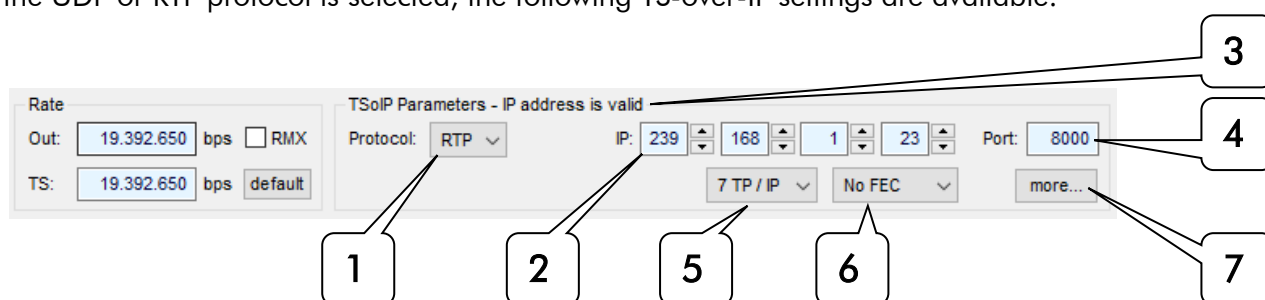 the UDP or RTP protocol is selected, the following TS-over-IP settings are available:
3
Rate
TSoIP Parameters - IP address is valid
Out: 19.392.650 bps RMX
Protocol: RTP
IP: 239 168 1 23
Port: 8000
4
TS: 19.392.650 bps default
7 TP / IP
No FEC
more...
1
2
5
6
7